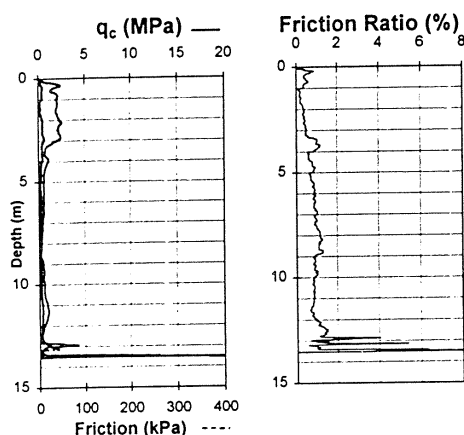 q_c (MPa) ——
0 5 10 15 20
0
5
10
15
Depth (m)
0 100 200 300 400
Friction (kPa) ----
Friction Ratio (%)
0 2 4 6 8
0
5
10
15